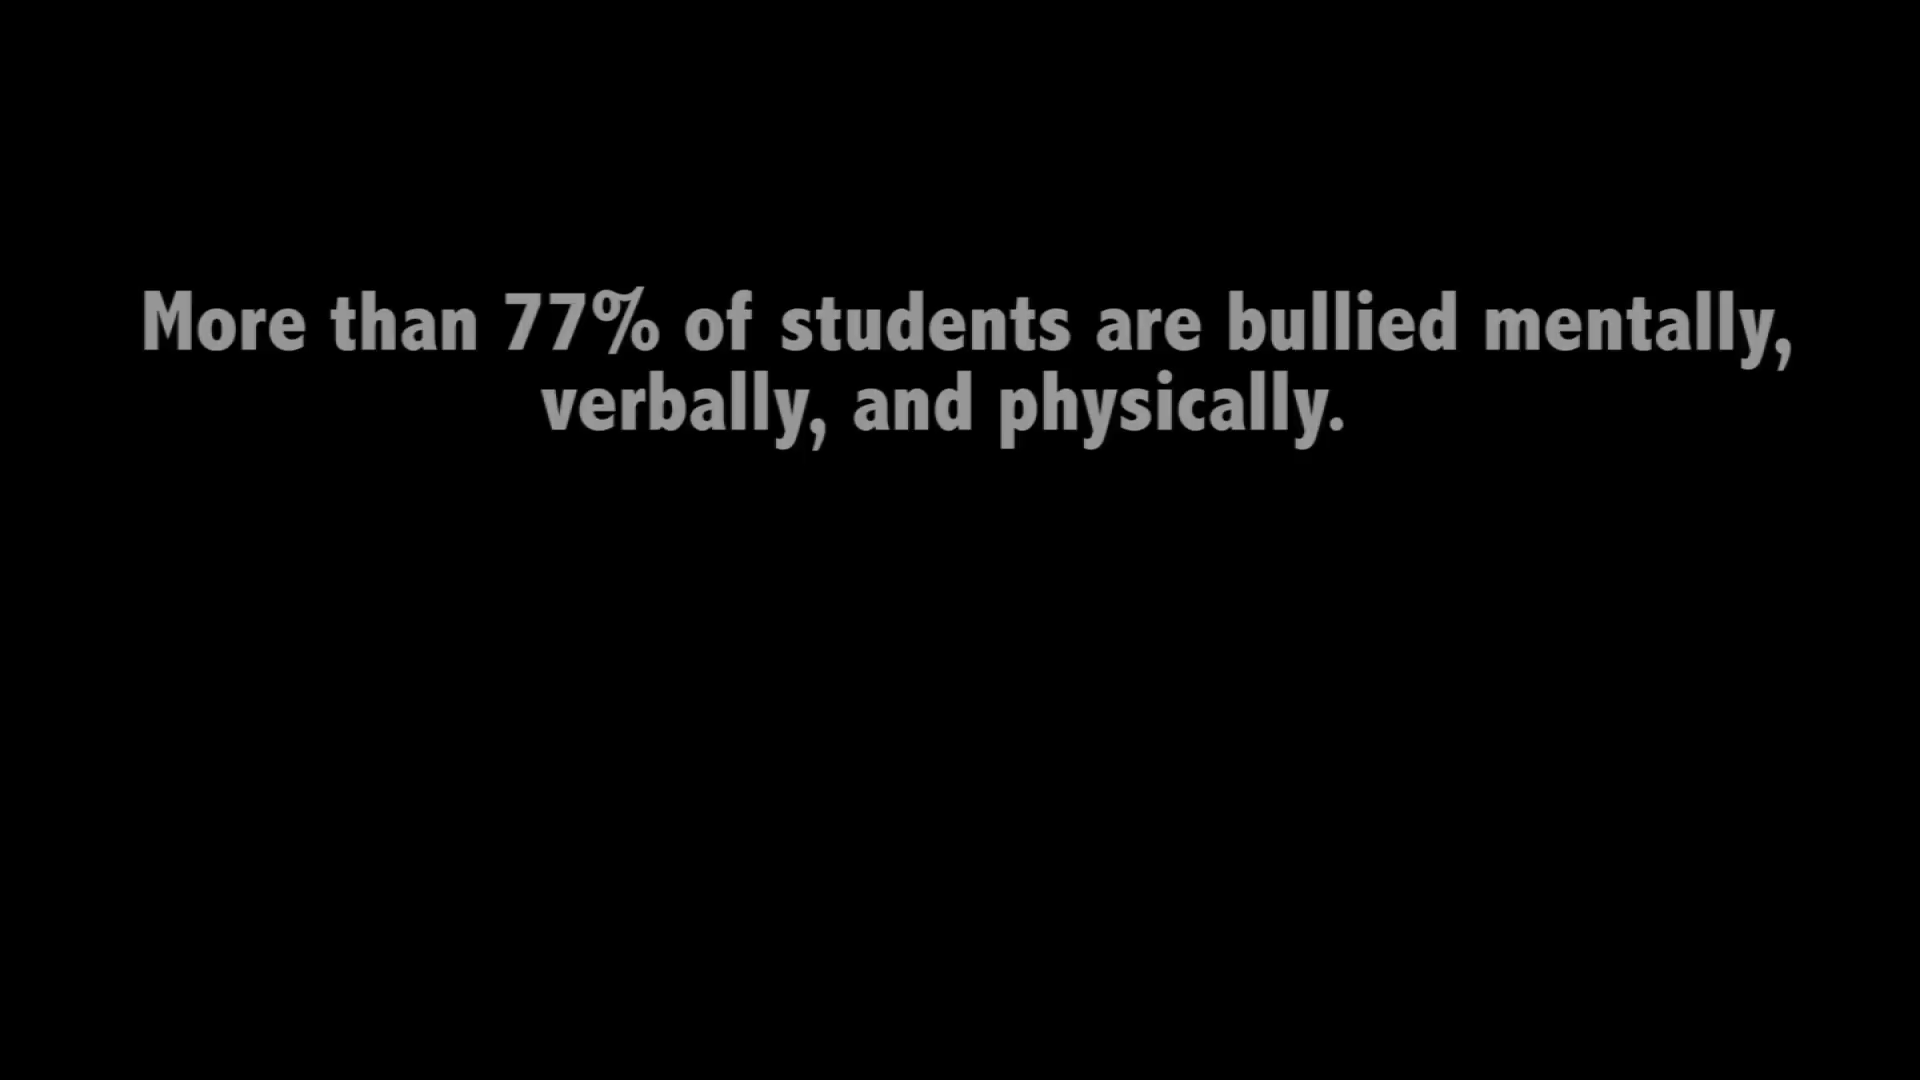 More than 77% of students are bullied mentally,
verbally, and physically.